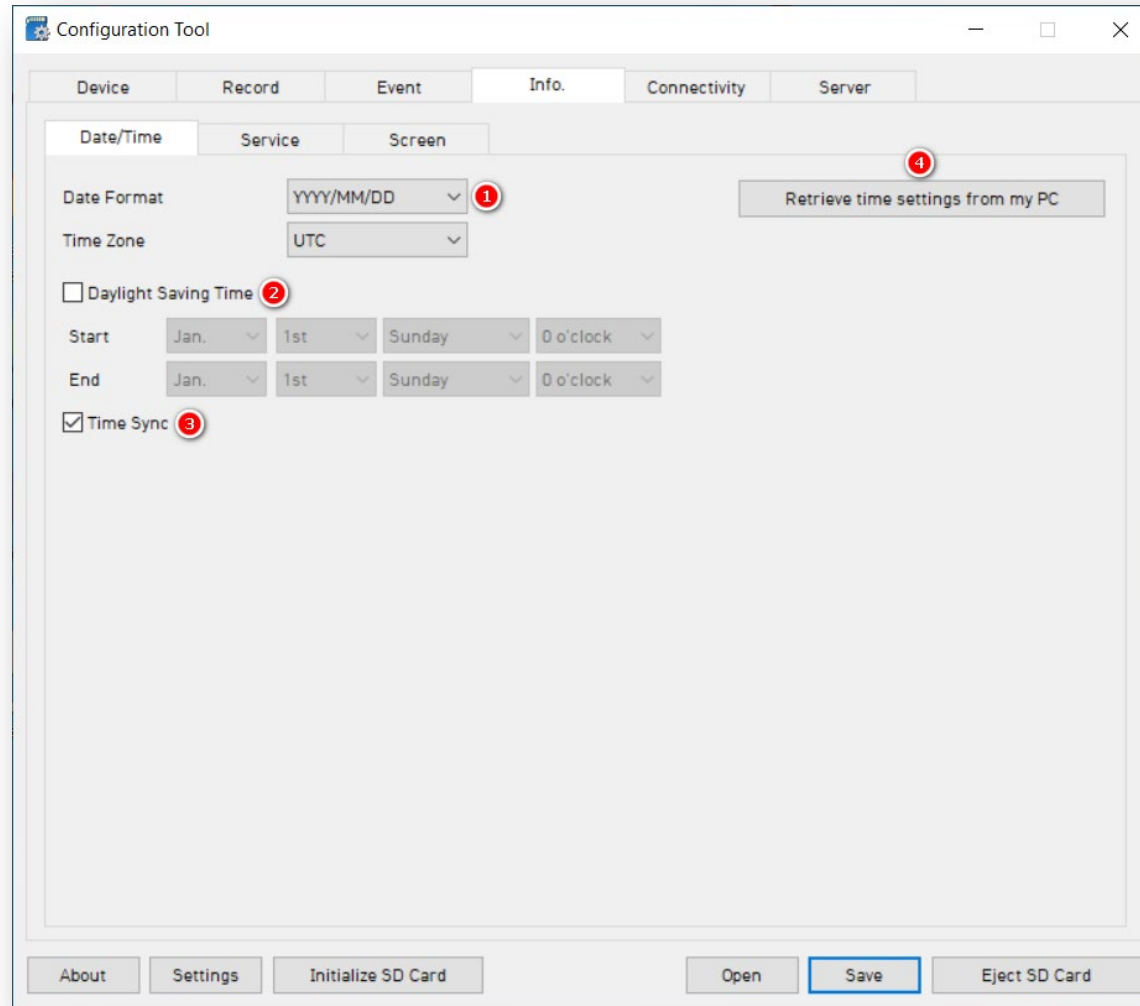 Configuration Tool
Device Record Event Info. Connectivity Server
Date/Time Service Screen
4
Date Format YYYY/MM/DD 1 Retrieve time settings from my PC
Time Zone UTC
Daylight Saving Time 2
Start Jan. 1st Sunday 0 o'clock
End Jan. 1st Sunday 0 o'clock
Time Sync 3
About Settings Initialize SD Card Open Save Eject SD Card